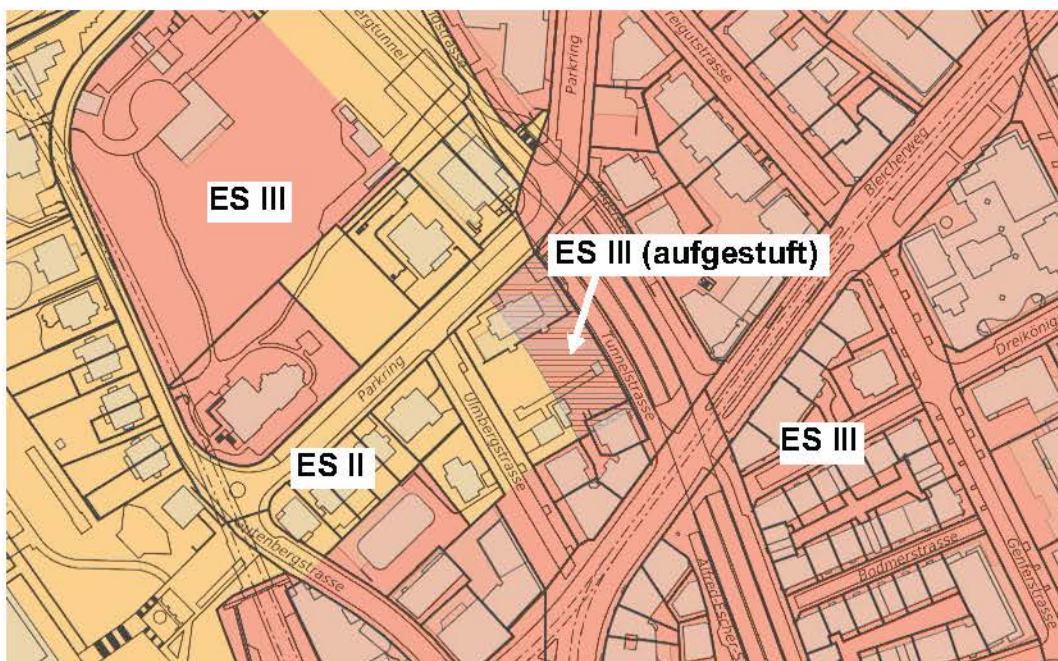 bergtunnel
Parkring
Bleicherweg
ES III
ES III (aufgestuft)
Dreikönig
Tunnelstrasse
Parkring
Ulmbergstrasse
ES III
ES II
Bodmerstrasse
Genferstrasse
Alfred-Escher-S